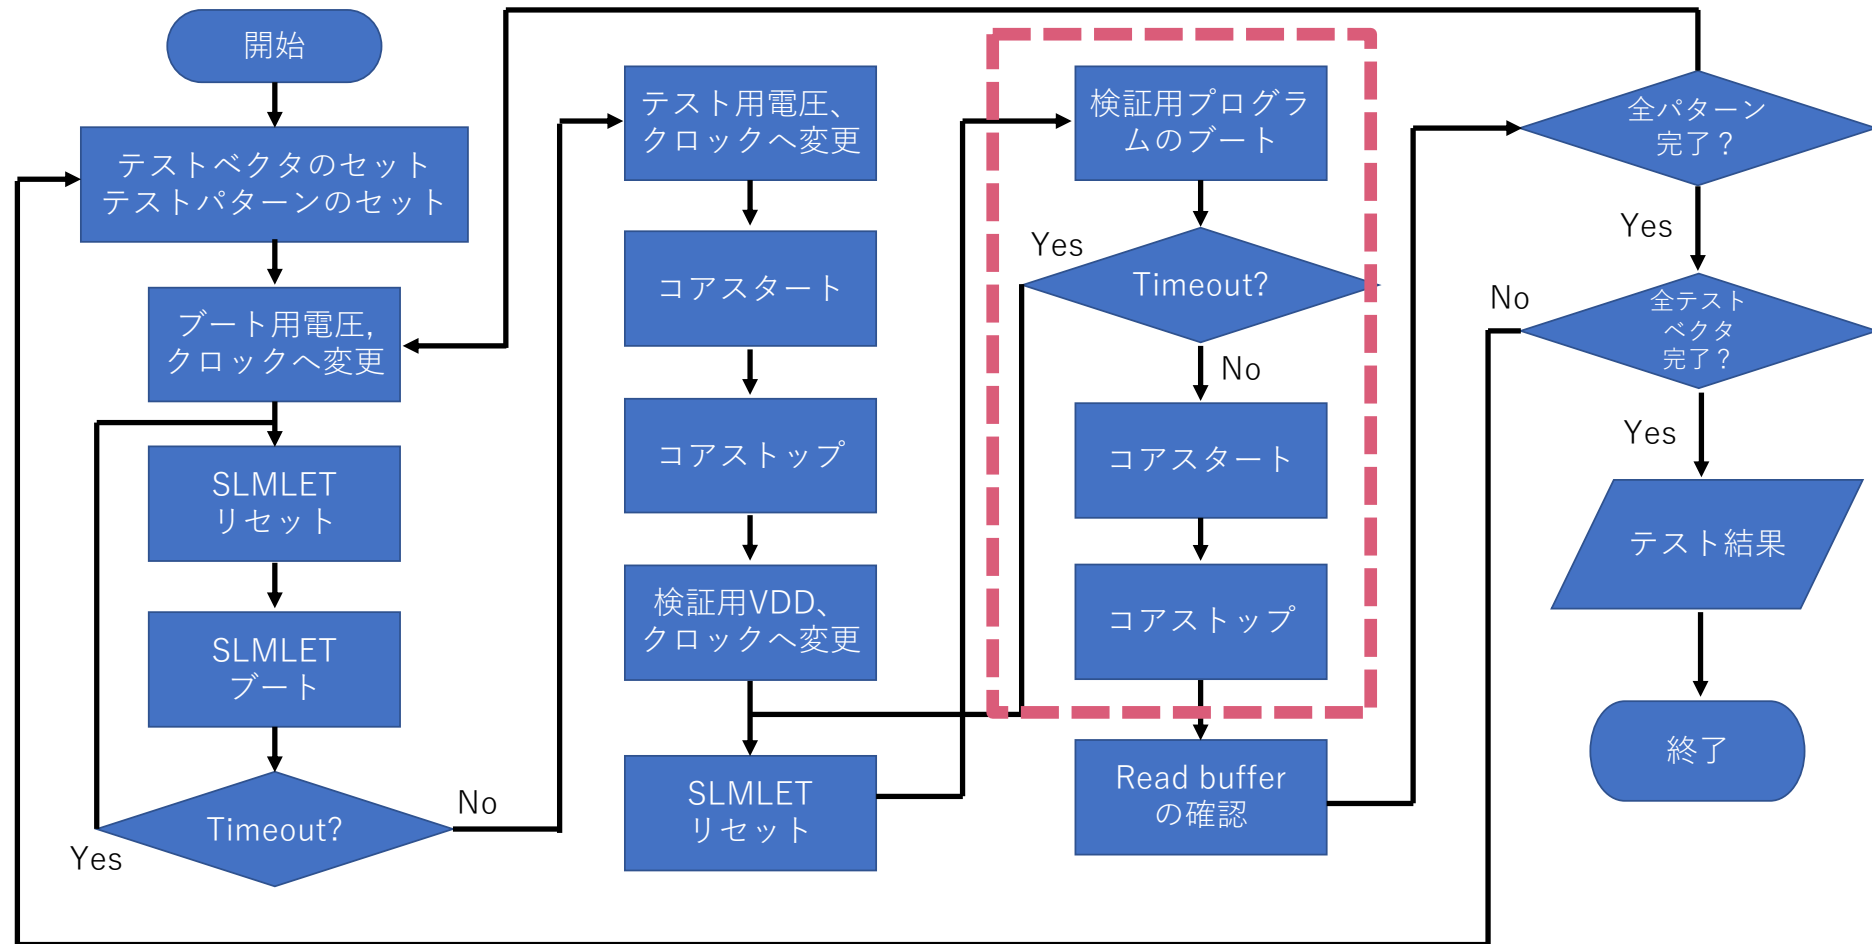 開始
テストベクタのセット
テストパターンのセット
ブート用電圧,
クロックへ変更
SLMLET
リセット
SLMLET
ブート
Timeout?
Yes
No
テスト用電圧、
クロックへ変更
コアスタート
コアストップ
検証用VDD、
クロックへ変更
SLMLET
リセット
検証用プログラ
ムのブート
Yes
Timeout?
No
コアスタート
コアストップ
Read buffer
の確認
全パターン
完了？
Yes
No
全テスト
ベクタ
完了？
Yes
テスト結果
終了